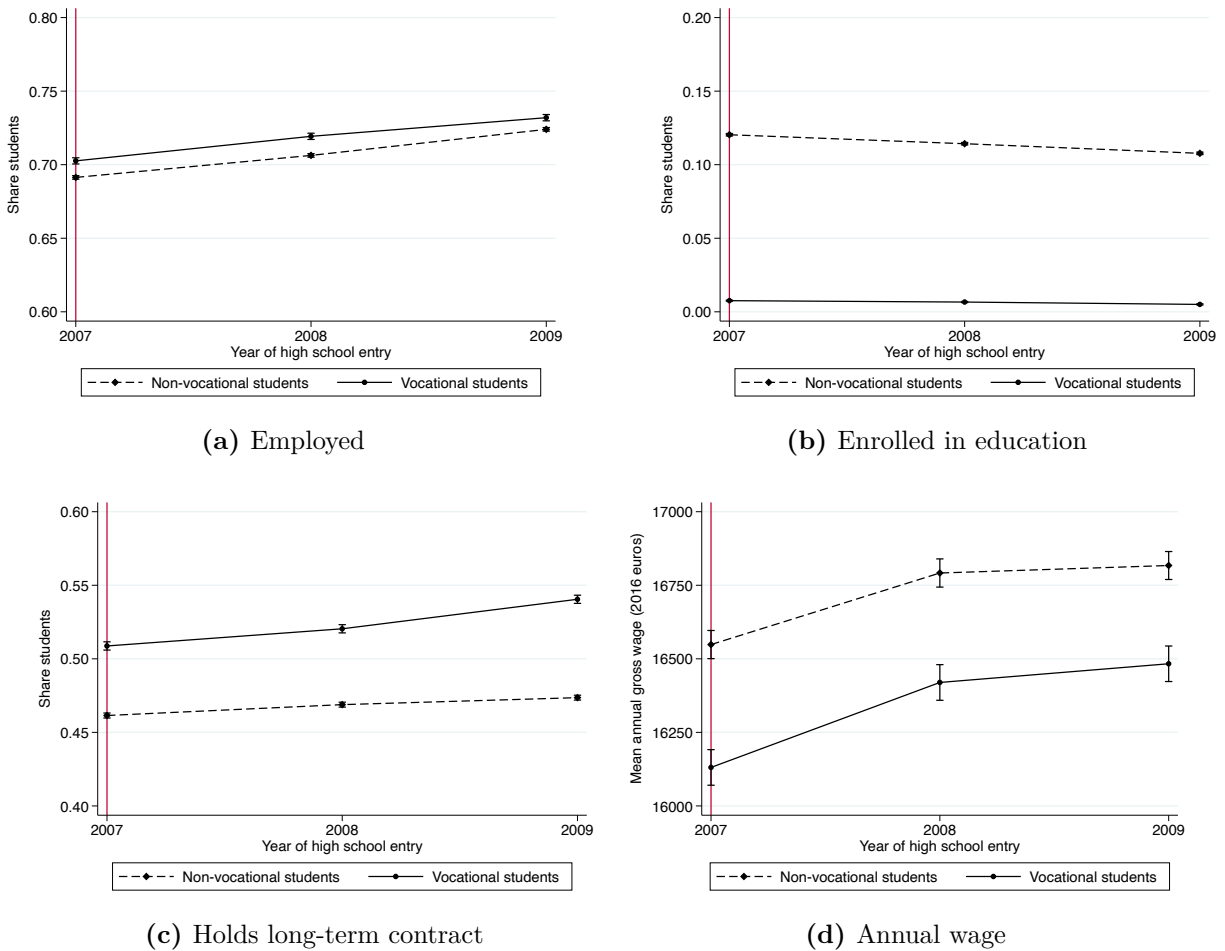 0.80
0.75
0.70
0.65
0.60
Share students
2007
2008
2009
Year of high school entry
Non-vocational students
Vocational students
(a) Employed
0.20
0.15
0.10
0.05
0.00
Share students
2007
2008
2009
Year of high school entry
Non-vocational students
Vocational students
(b) Enrolled in education
0.60
0.55
0.50
0.45
0.40
Share students
2007
2008
2009
Year of high school entry
Non-vocational students
Vocational students
(c) Holds long-term contract
17000
16750
16500
16250
16000
Mean annual gross wage (2016 euros)
2007
2008
2009
Year of high school entry
Non-vocational students
Vocational students
(d) Annual wage